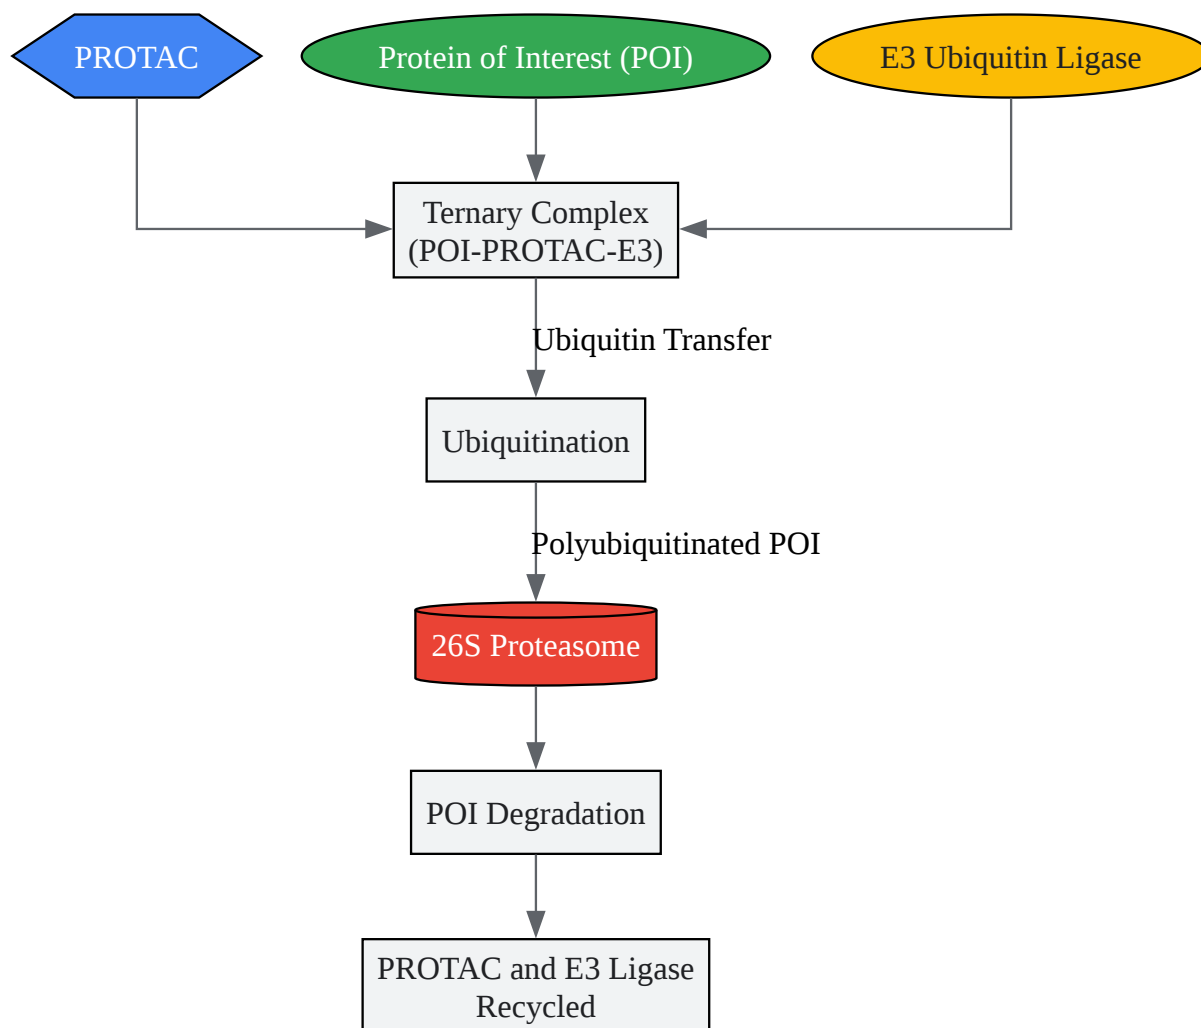 PROTAC
Protein of Interest (POI)
E3 Ubiquitin Ligase
Ternary Complex
(POI-PROTAC-E3)
Ubiquitin Transfer
Ubiquitination
Polyubiquitinated POI
26S Proteasome
POI Degradation
PROTAC and E3 Ligase
Recycled